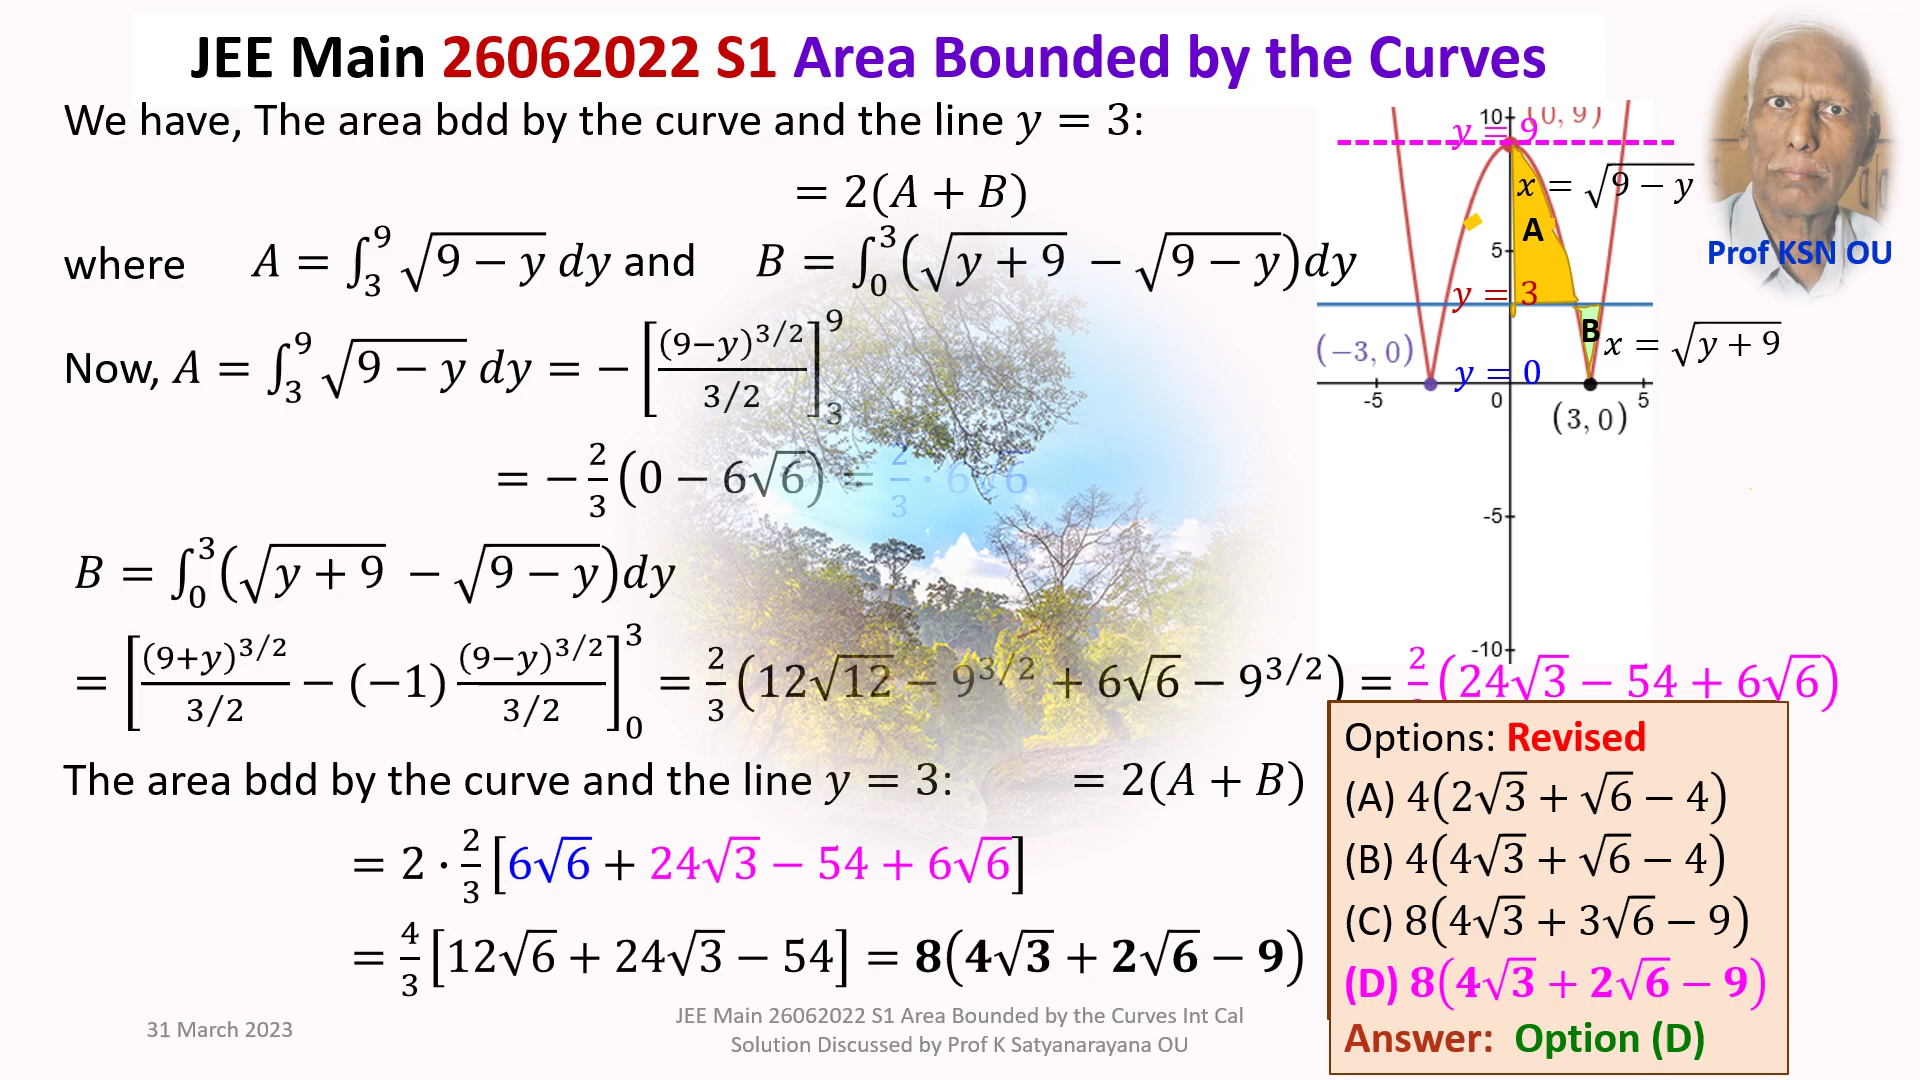 JEE Main 26062022 S1 Area Bounded by the Curves
We have, The area bdd by the curve and the line y = 3:
= 2(A + B)
where A = ∫₃⁹ √(9 − y) dy and B = ∫₀³ (√(y + 9) − √(9 − y))dy
Now, A = ∫₃⁹ √(9 − y) dy = − [(9−y)^{3/2} / (3/2)]₃⁹
= − 2/3 (0 − 6√6) = 2/3 · 6√6
B = ∫₀³ (√(y + 9) − √(9 − y))dy
= [(9+y)^{3/2} / (3/2) − (−1) (9−y)^{3/2} / (3/2)]₀³ = 2/3 (12√12 − 9^{3/2} + 6√6 − 9^{3/2}) = 2/ (24√3 − 54 + 6√6)
The area bdd by the curve and the line y = 3: = 2(A + B)
= 2 · 2/3 [6√6 + 24√3 − 54 + 6√6]
= 4/3 [12√6 + 24√3 − 54] = 8(4√3 + 2√6 − 9)
10
(0, 9)
y = 9
x = √(9 − y)
A
5
y = 3
B
x = √(y + 9)
(−3, 0)
y = 0
-5
0
5
(3, 0)
-5
-10
Prof KSN OU
Options: Revised
(A) 4(2√3 + √6 − 4)
(B) 4(4√3 + √6 − 4)
(C) 8(4√3 + 3√6 − 9)
(D) 8(4√3 + 2√6 − 9)
Answer: Option (D)
31 March 2023
JEE Main 26062022 S1 Area Bounded by the Curves Int Cal
Solution Discussed by Prof K Satyanarayana OU